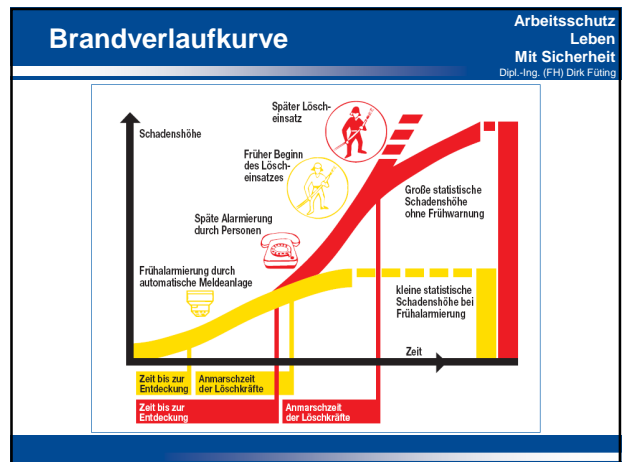 Brandverlaufkurve
Arbeitsschutz
Leben
Mit Sicherheit
Dipl.-Ing. (FH) Dirk Füting
Später Lösch-
einsatz
Schadenshöhe
Früher Beginn
des Lösch-
einsatzes
Große statistische
Schadenshöhe
ohne Frühwarnung
Späte Alarmierung
durch Personen
Frühalarmierung durch
automatische Meldeanlage
kleine statistische
Schadenshöhe bei
Frühalarmierung
Zeit
Zeit bis zur
Entdeckung
Anmarschzeit
der Löschkräfte
Zeit bis zur
Entdeckung
Anmarschzeit
der Löschkräfte